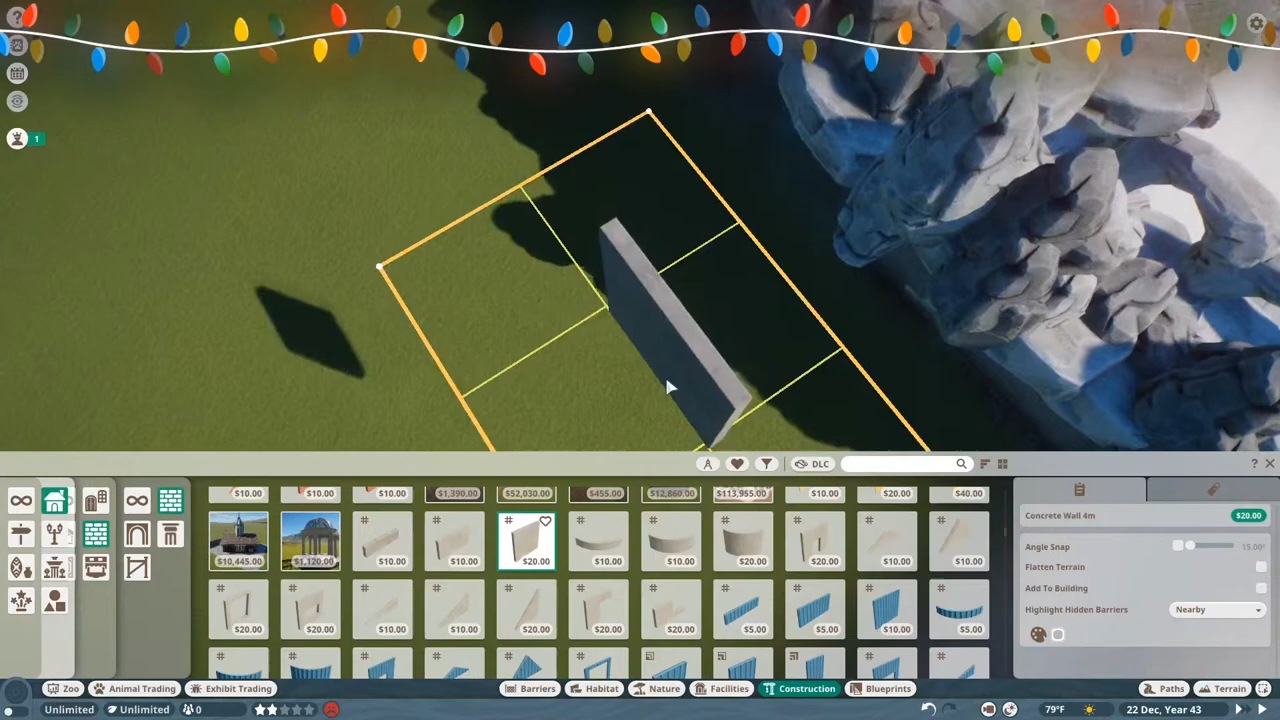 1
DLC
$10.00 $10.00 $10.00 $1,390.00 $52,030.00 $455.00 $12,860.00 $113,955.00 $10.00 $20.00 $40.00
$10,445.00 $1,120.00 $10.00 $10.00 $20.00 $10.00 $10.00 $20.00 $20.00 $10.00 $10.00
$20.00 $20.00 $10.00 $10.00 $20.00 $20.00 $20.00 $5.00 $5.00 $10.00 $5.00
Concrete Wall 4m $20.00
Angle Snap 15.00°
Flatten Terrain
Add To Building
Highlight Hidden Barriers Nearby
Zoo Animal Trading Exhibit Trading Barriers Habitat Nature Facilities Construction Blueprints Paths Terrain
Unlimited Unlimited 0 79°F 22 Dec, Year 43